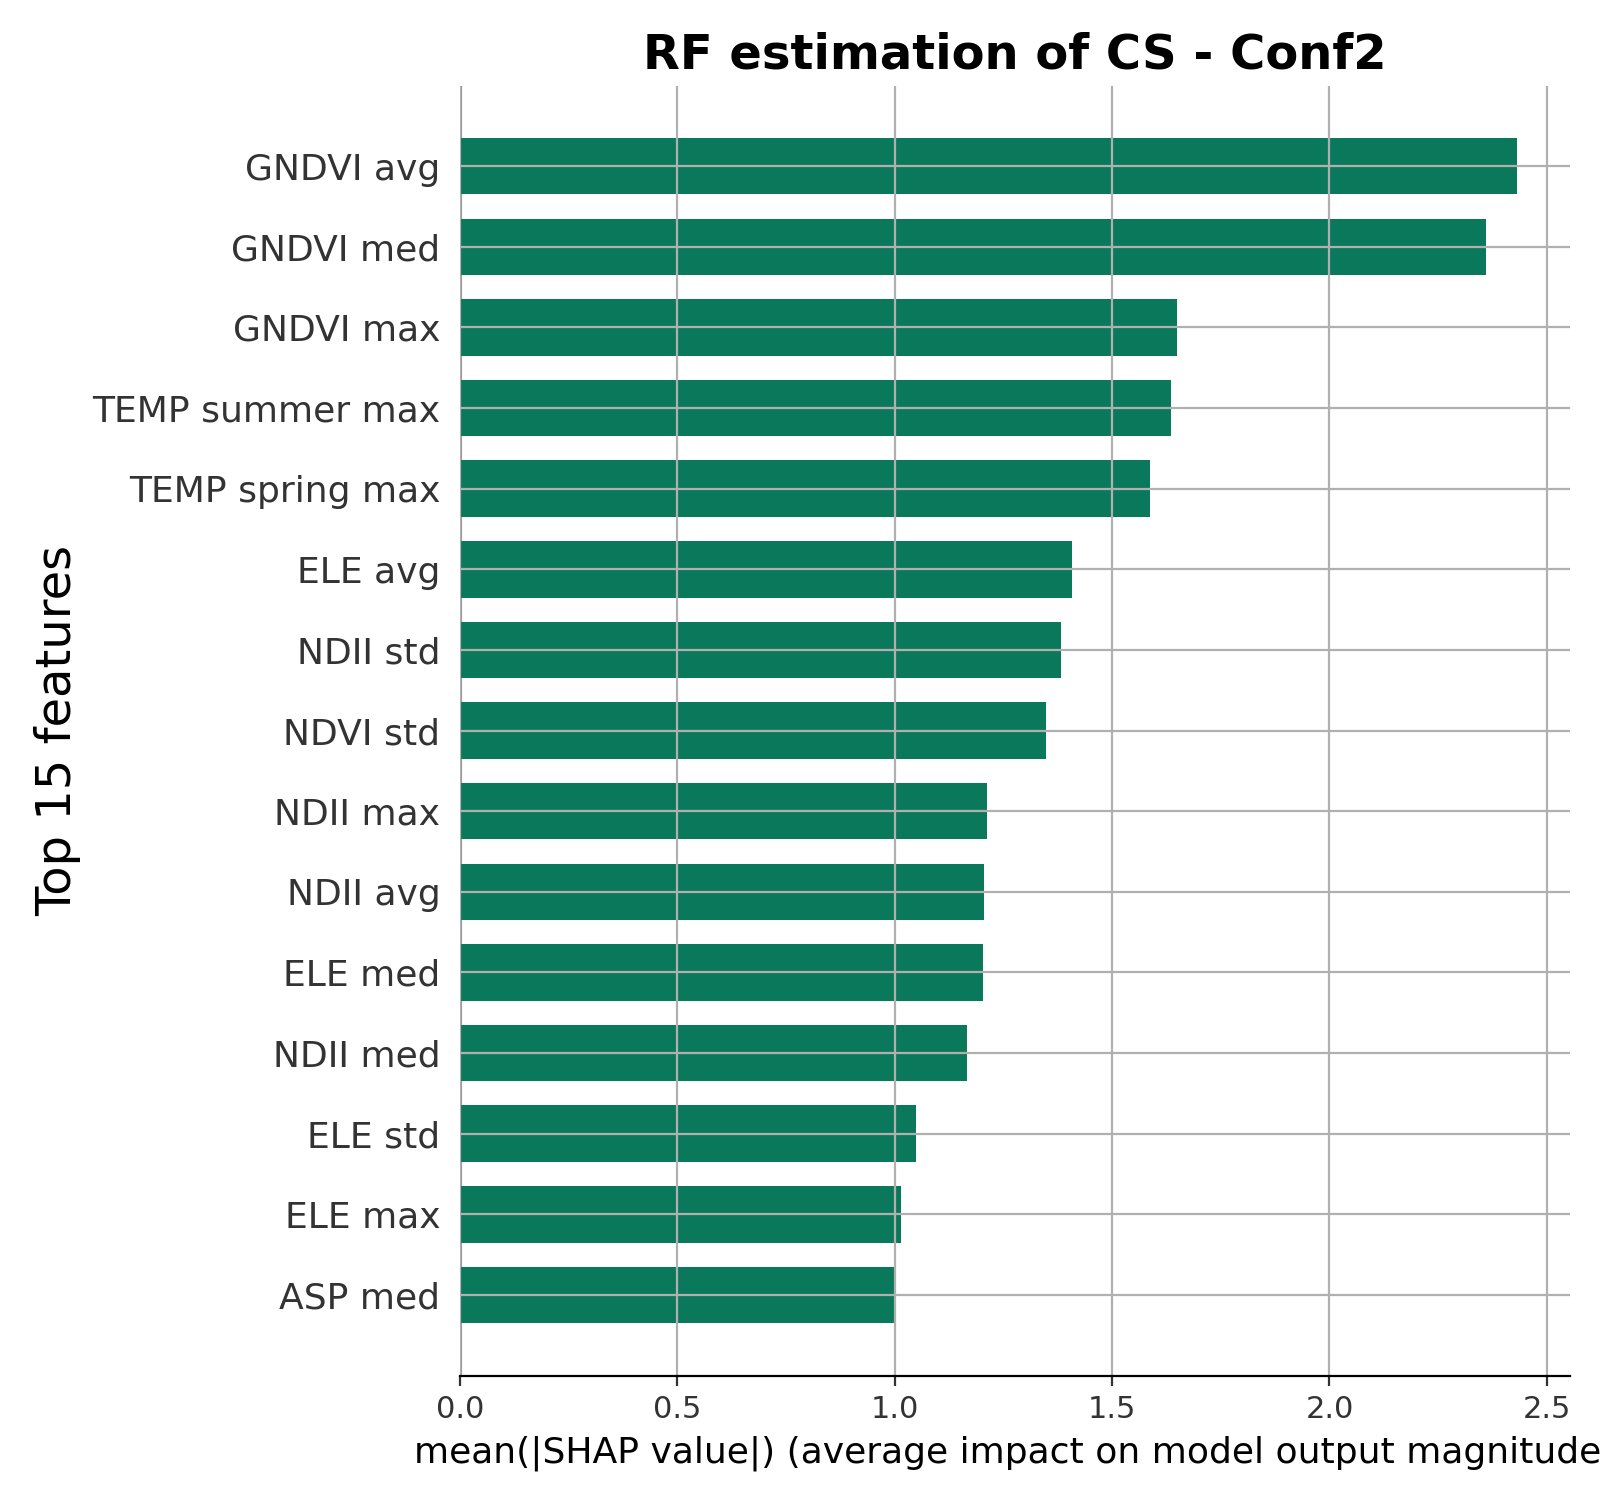 RF estimation of CS - Conf2
GNDVI avg
GNDVI med
GNDVI max
TEMP summer max
TEMP spring max
ELE avg
NDII std
NDVI std
NDII max
NDII avg
ELE med
NDII med
ELE std
ELE max
ASP med
Top 15 features
0.0 0.5 1.0 1.5 2.0 2.5
mean(|SHAP value|) (average impact on model output magnitude